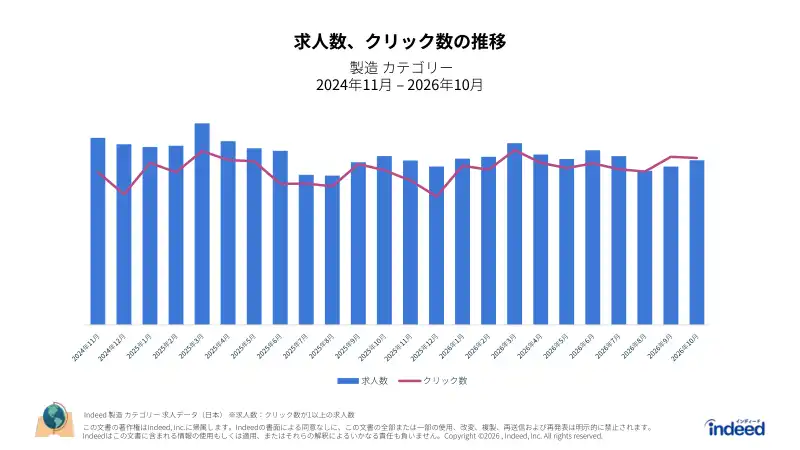 求人数、クリック数の推移
製造 カテゴリー
2024年11月 – 2026年10月
2024年11月
2024年12月
2025年1月
2025年2月
2025年3月
2025年4月
2025年5月
2025年6月
2025年7月
2025年8月
2025年9月
2025年10月
2025年11月
2025年12月
2026年1月
2026年2月
2026年3月
2026年4月
2026年5月
2026年6月
2026年7月
2026年8月
2026年9月
2026年10月
求人数 クリック数
Indeed 製造 カテゴリー 求人データ（日本） ※求人数：クリック数が1以上の求人数
この文書の著作権はIndeed, Inc.に帰属します。Indeedの書面による同意なしに、この文書の全部または一部の使用、改変、複製、再送信および再発表は明示的に禁止されます。
Indeedはこの文書に含まれる情報の使用もしくは適用、またはそれらの解釈によるいかなる責任も負いません。Copyright ©2026 , Indeed, Inc. All rights reserved.
インディード
indeed